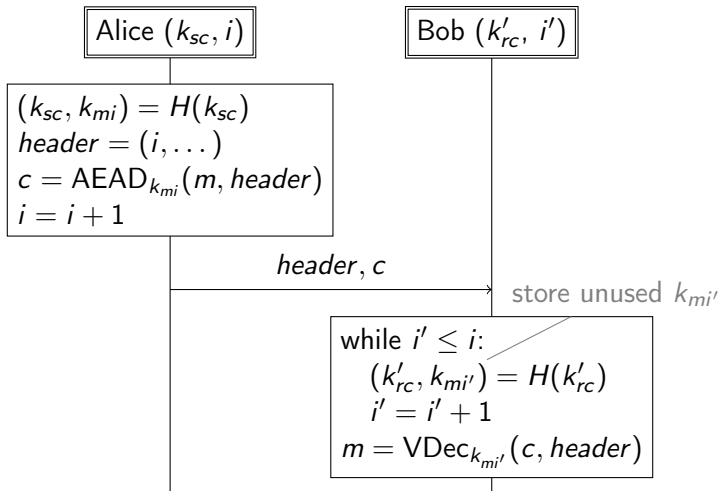 Alice (k_sc, i)
Bob (k′_rc, i′)
(k_sc, k_mi) = H(k_sc)
header = (i, . . . )
c = AEAD_k_mi(m, header)
i = i + 1
header, c
store unused k_mi′
while i′ ≤ i:
(k′_rc, k_mi′) = H(k′_rc)
i′ = i′ + 1
m = VDec_k_mi′(c, header)